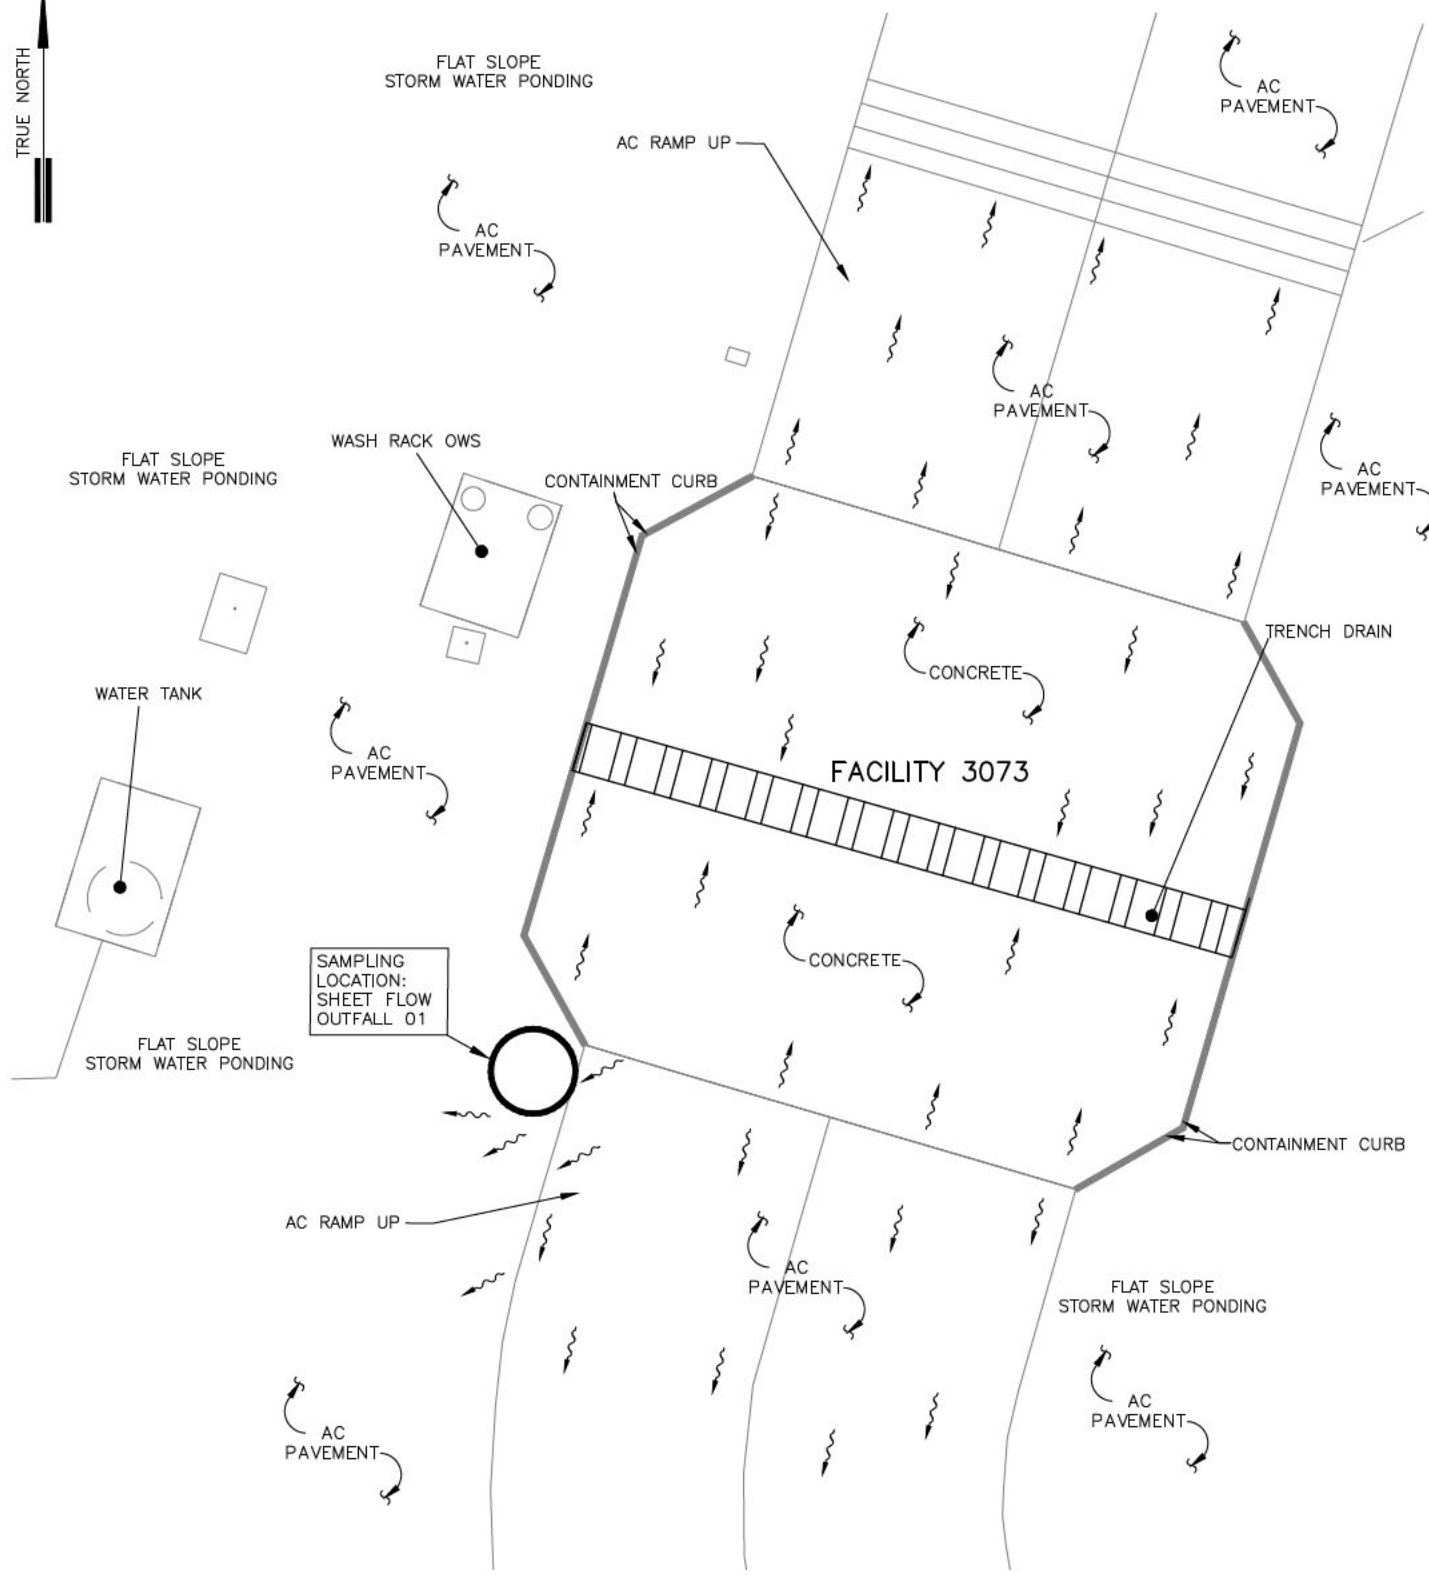 TRUE NORTH
FLAT SLOPE
STORM WATER PONDING
AC
PAVEMENT
AC RAMP UP
AC
PAVEMENT
AC
PAVEMENT
WASH RACK OWS
FLAT SLOPE
STORM WATER PONDING
CONTAINMENT CURB
AC
PAVEMENT
TRENCH DRAIN
CONCRETE
WATER TANK
AC
PAVEMENT
FACILITY 3073
SAMPLING
LOCATION:
SHEET FLOW
OUTFALL 01
CONCRETE
FLAT SLOPE
STORM WATER PONDING
CONTAINMENT CURB
AC RAMP UP
AC
PAVEMENT
FLAT SLOPE
STORM WATER PONDING
AC
PAVEMENT
AC
PAVEMENT